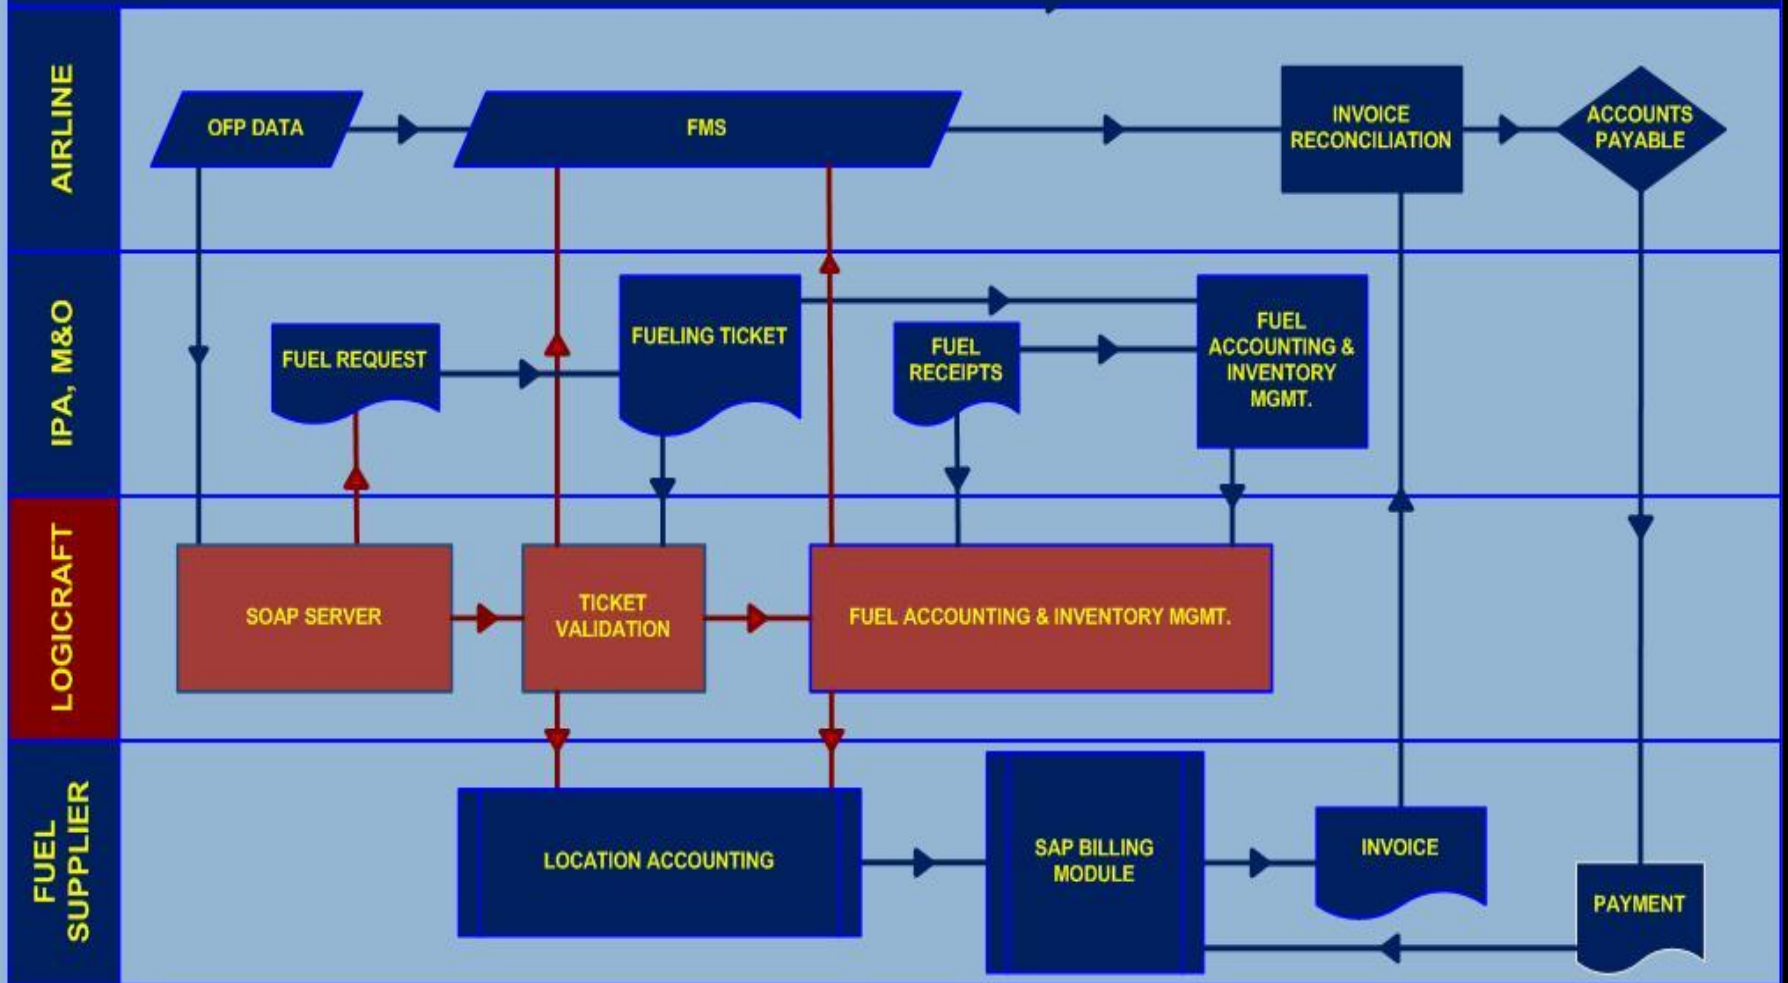 AIRLINE
OFP DATA
FMS
INVOICE
RECONCILIATION
ACCOUNTS
PAYABLE
IPA, M&O
FUEL REQUEST
FUELING TICKET
FUEL
RECEIPTS
FUEL
ACCOUNTING &
INVENTORY
MGMT.
LOGICRAFT
SOAP SERVER
TICKET
VALIDATION
FUEL ACCOUNTING & INVENTORY MGMT.
FUEL
SUPPLIER
LOCATION ACCOUNTING
SAP BILLING
MODULE
INVOICE
PAYMENT